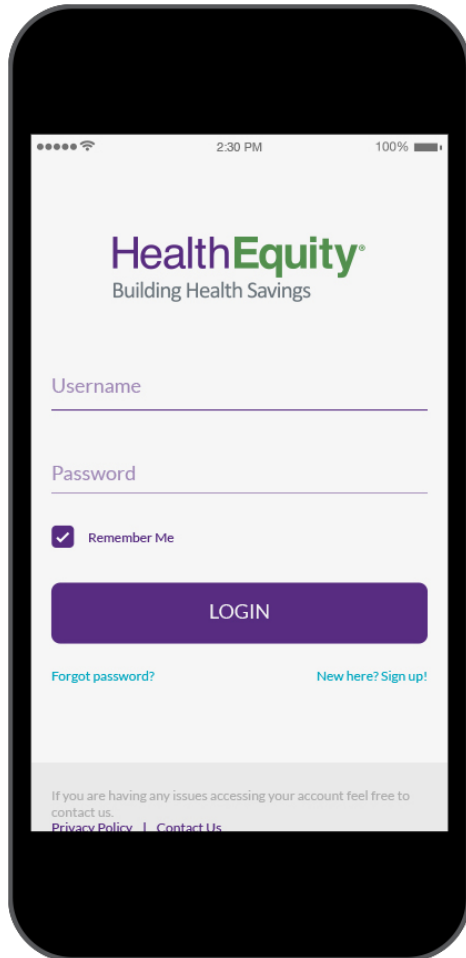 2:30 PM 100%
HealthEquity®
Building Health Savings
Username
Password
Remember Me
LOGIN
Forgot password? New here? Sign up!
If you are having any issues accessing your account feel free to
contact us.
Privacy Policy | Contact Us